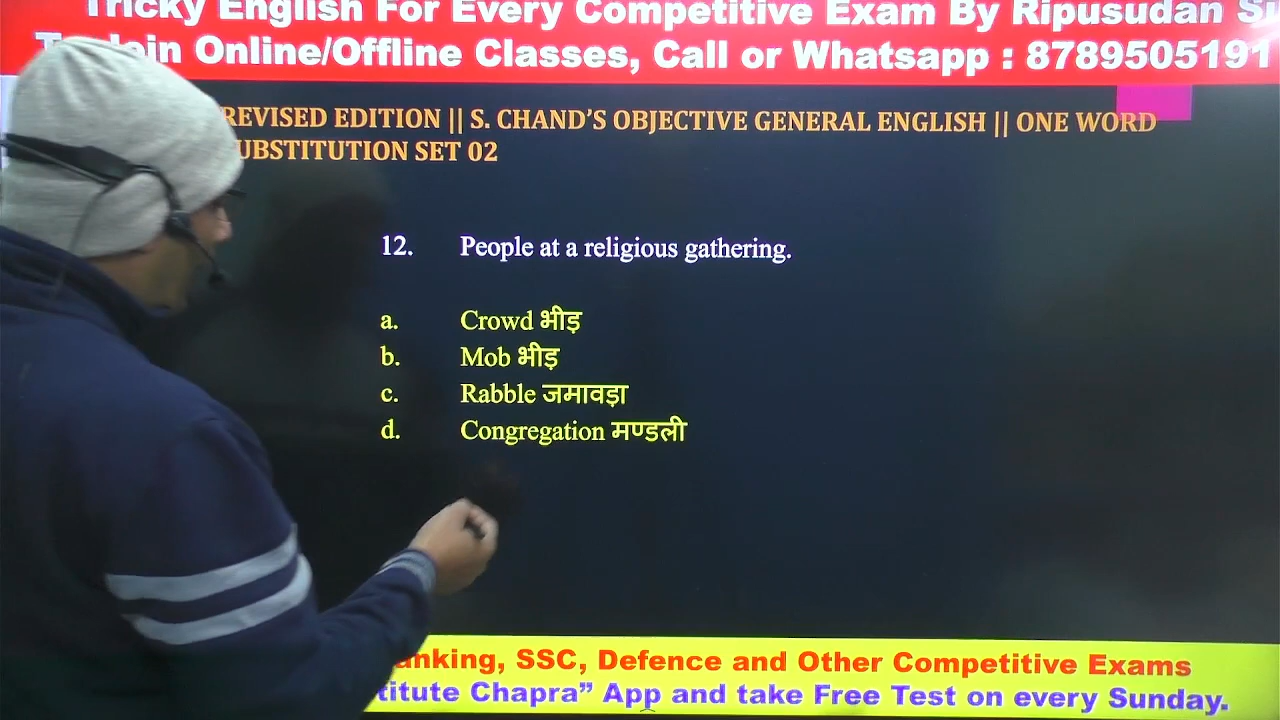 Tricky English For Every Competitive Exam By Ripusudan
Online/Offline Classes, Call or Whatsapp : 8789505191
REVISED EDITION || S. CHAND’S OBJECTIVE GENERAL ENGLISH || ONE WORD
UBSTITUTION SET 02
12. People at a religious gathering.
a. Crowd भीड़
b. Mob भीड़
c. Rabble जमावड़ा
d. Congregation मण्डली
anking, SSC, Defence and Other Competitive Exams
titute Chapra” App and take Free Test on every Sunday.